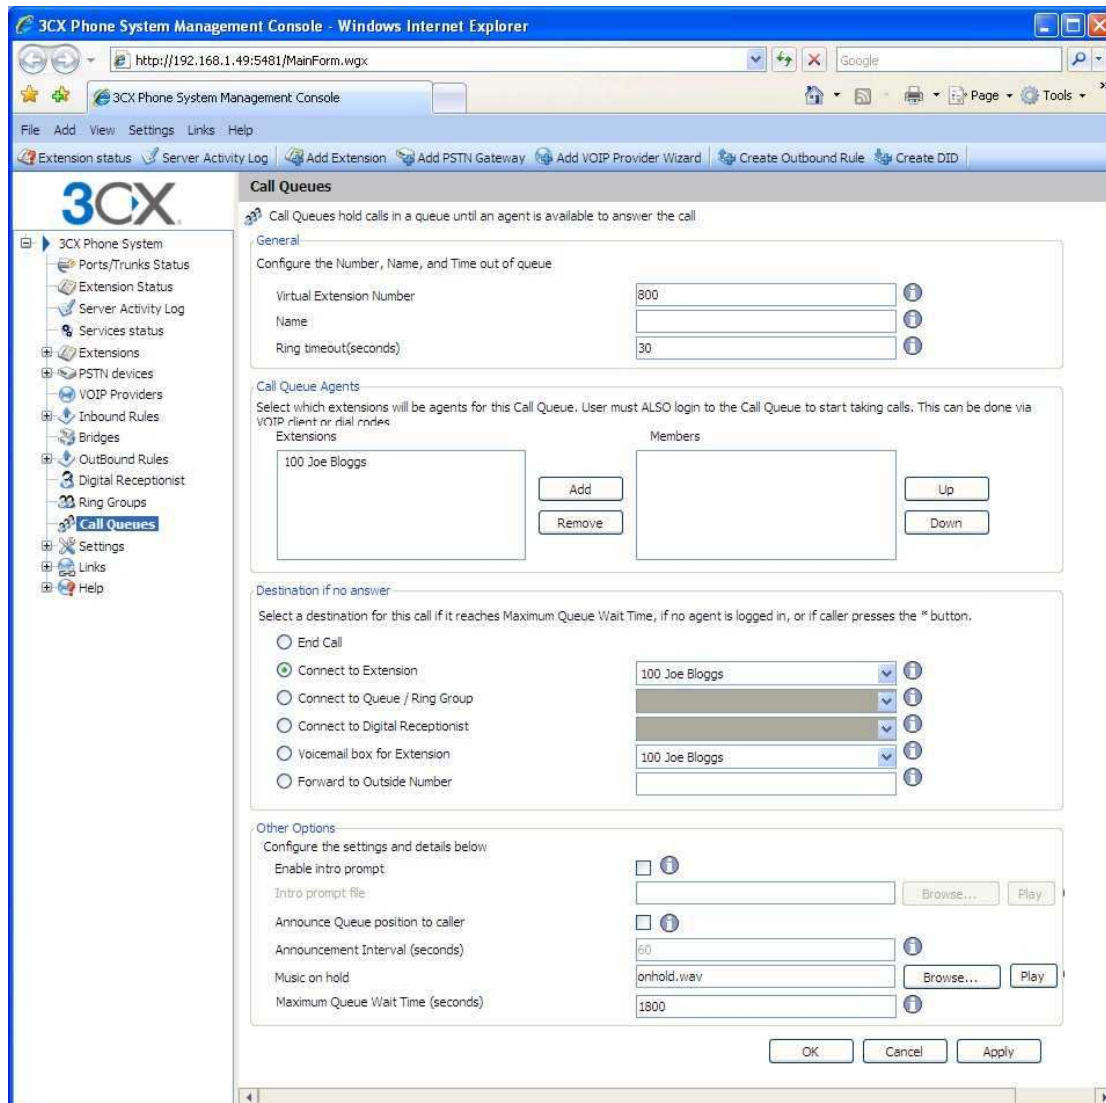 3CX Phone System Management Console - Windows Internet Explorer
http://192.168.1.49:5481/MainForm.wgx
Google
3CX Phone System Management Console
Page
Tools
File Add View Settings Links Help
Extension status Server Activity Log Add Extension Add PSTN Gateway Add VOIP Provider Wizard Create Outbound Rule Create DID
3CX
3CX Phone System
Ports/Trunks Status
Extension Status
Server Activity Log
Services status
Extensions
PSTN devices
VOIP Providers
Inbound Rules
Bridges
OutBound Rules
Digital Receptionist
Ring Groups
Call Queues
Settings
Links
Help
Call Queues
Call Queues hold calls in a queue until an agent is available to answer the call
General
Configure the Number, Name, and Time out of queue
Virtual Extension Number 800
Name
Ring timeout(seconds) 30
Call Queue Agents
Select which extensions will be agents for this Call Queue. User must ALSO login to the Call Queue to start taking calls. This can be done via
VOIP client or dial codes
Extensions Members
100 Joe Bloggs
Add Up
Remove Down
Destination if no answer
Select a destination for this call if it reaches Maximum Queue Wait Time, if no agent is logged in, or if caller presses the * button.
End Call
Connect to Extension 100 Joe Bloggs
Connect to Queue / Ring Group
Connect to Digital Receptionist
Voicemail box for Extension 100 Joe Bloggs
Forward to Outside Number
Other Options
Configure the settings and details below
Enable intro prompt
Intro prompt file Browse... Play
Announce Queue position to caller
Announcement Interval (seconds) 60
Music on hold onhold.wav Browse... Play
Maximum Queue Wait Time (seconds) 1800
OK Cancel Apply